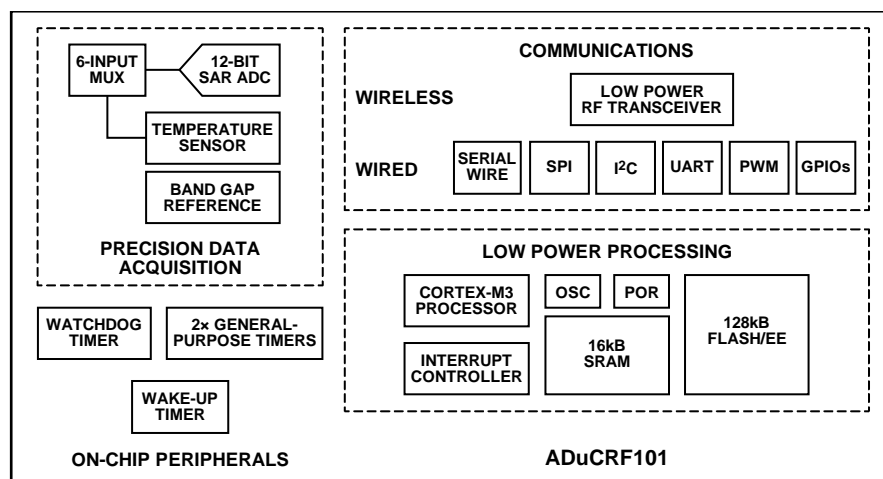 6-INPUT
MUX
12-BIT
SAR ADC
TEMPERATURE
SENSOR
BAND GAP
REFERENCE
PRECISION DATA
ACQUISITION
WATCHDOG
TIMER
2× GENERAL-
PURPOSE TIMERS
WAKE-UP
TIMER
ON-CHIP PERIPHERALS
COMMUNICATIONS
WIRELESS
LOW POWER
RF TRANSCEIVER
WIRED
SERIAL
WIRE
SPI
I²C
UART
PWM
GPIOs
LOW POWER PROCESSING
CORTEX-M3
PROCESSOR
OSC
POR
128kB
FLASH/EE
INTERRUPT
CONTROLLER
16kB
SRAM
ADuCRF101